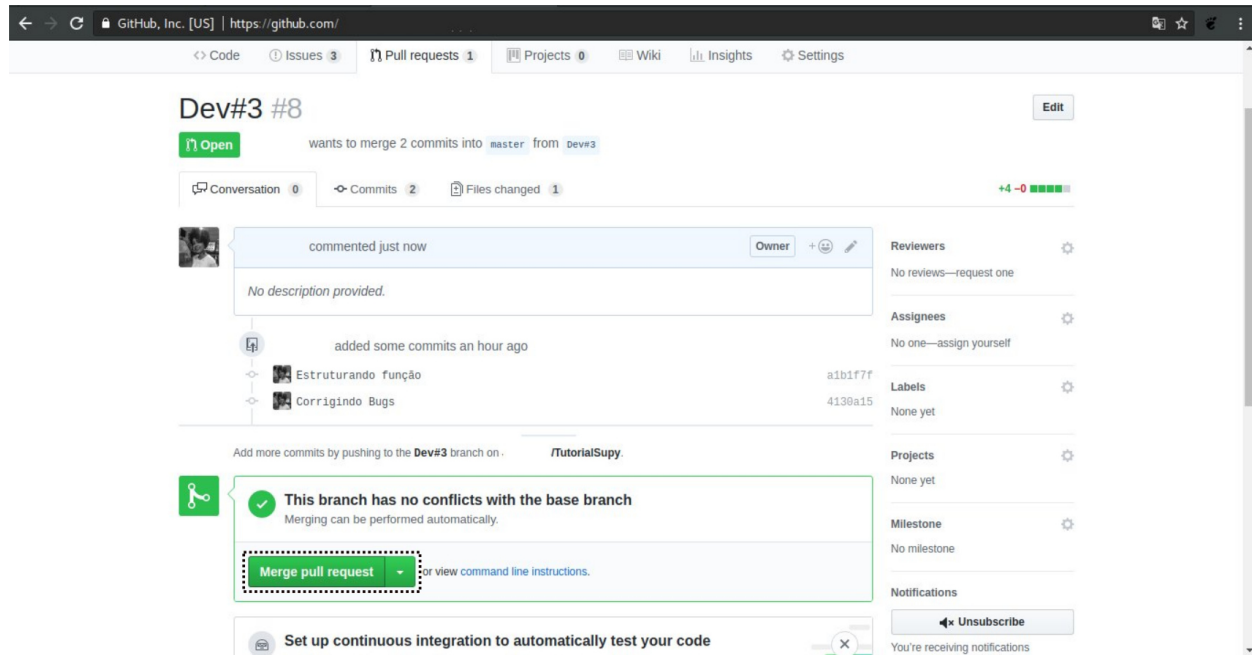 GitHub, Inc. [US] | https://github.com/
Code Issues 3 Pull requests 1 Projects 0 Wiki Insights Settings
Dev#3 #8
Edit
Open wants to merge 2 commits into master from Dev#3
Conversation 0 Commits 2 Files changed 1 +4 −0
commented just now Owner
No description provided.
added some commits an hour ago
Estruturando função a1b1f7f
Corrigindo Bugs 4130a15
Add more commits by pushing to the Dev#3 branch on /TutorialSupy.
This branch has no conflicts with the base branch
Merging can be performed automatically.
Merge pull request or view command line instructions.
Set up continuous integration to automatically test your code
Reviewers
No reviews—request one
Assignees
No one—assign yourself
Labels
None yet
Projects
None yet
Milestone
No milestone
Notifications
Unsubscribe
You're receiving notifications